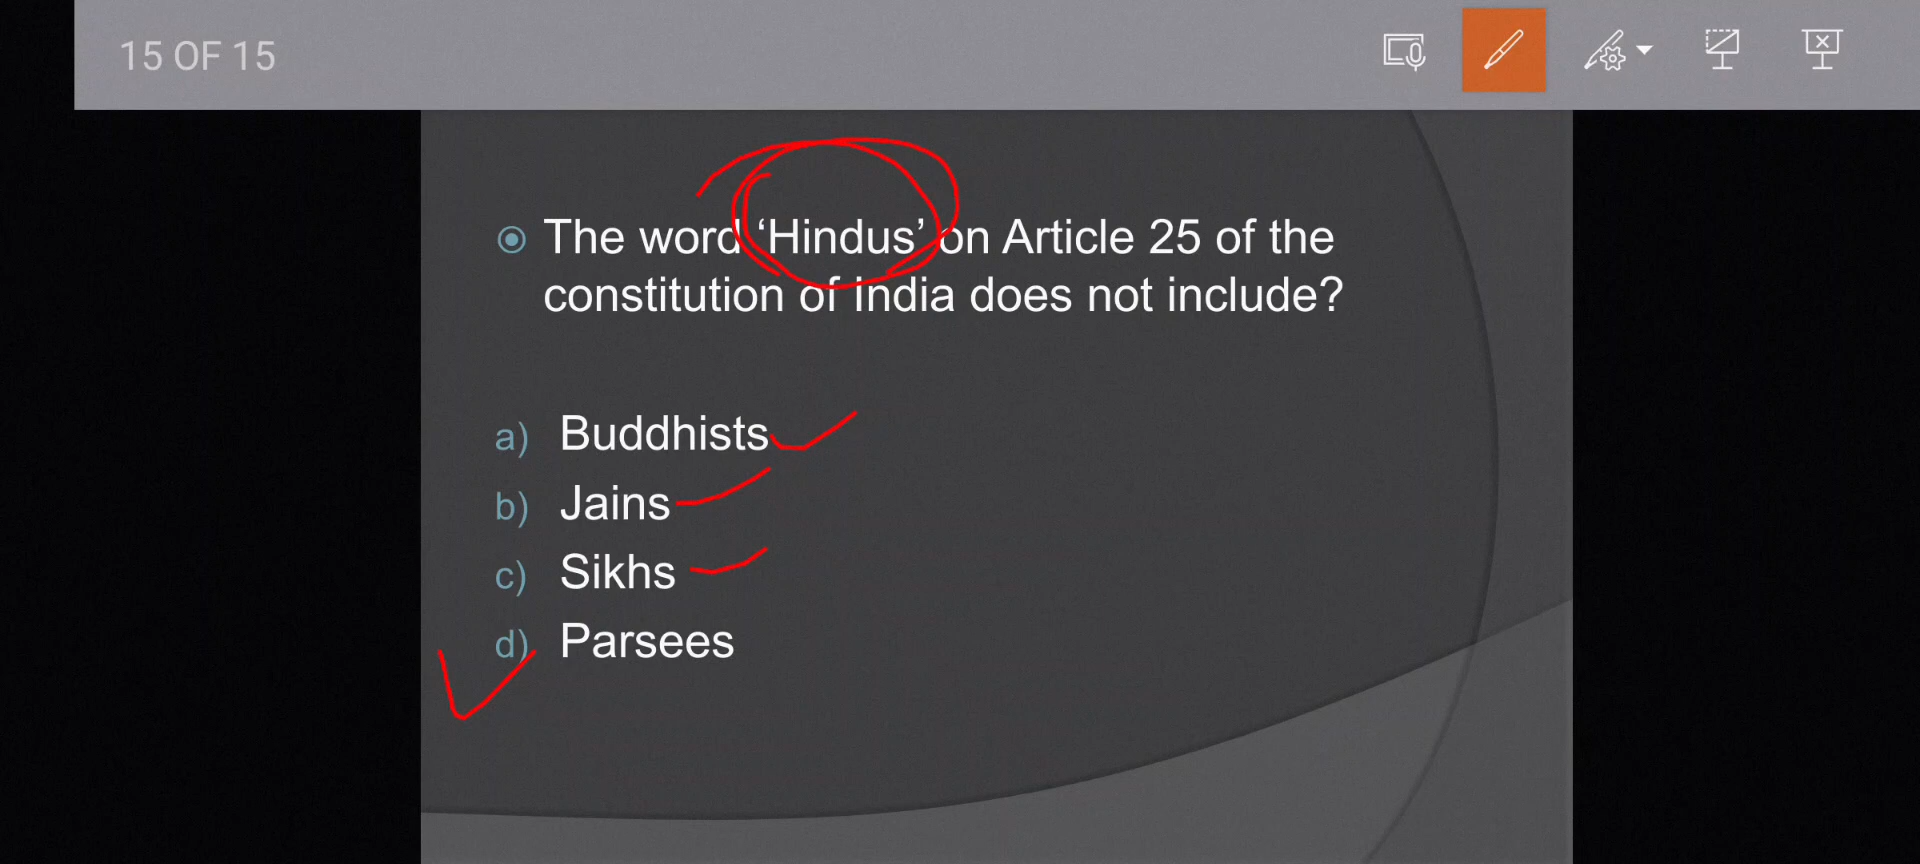 15 OF 15
The word ‘Hindus’ on Article 25 of the
constitution of India does not include?
a) Buddhists
b) Jains
c) Sikhs
d) Parsees